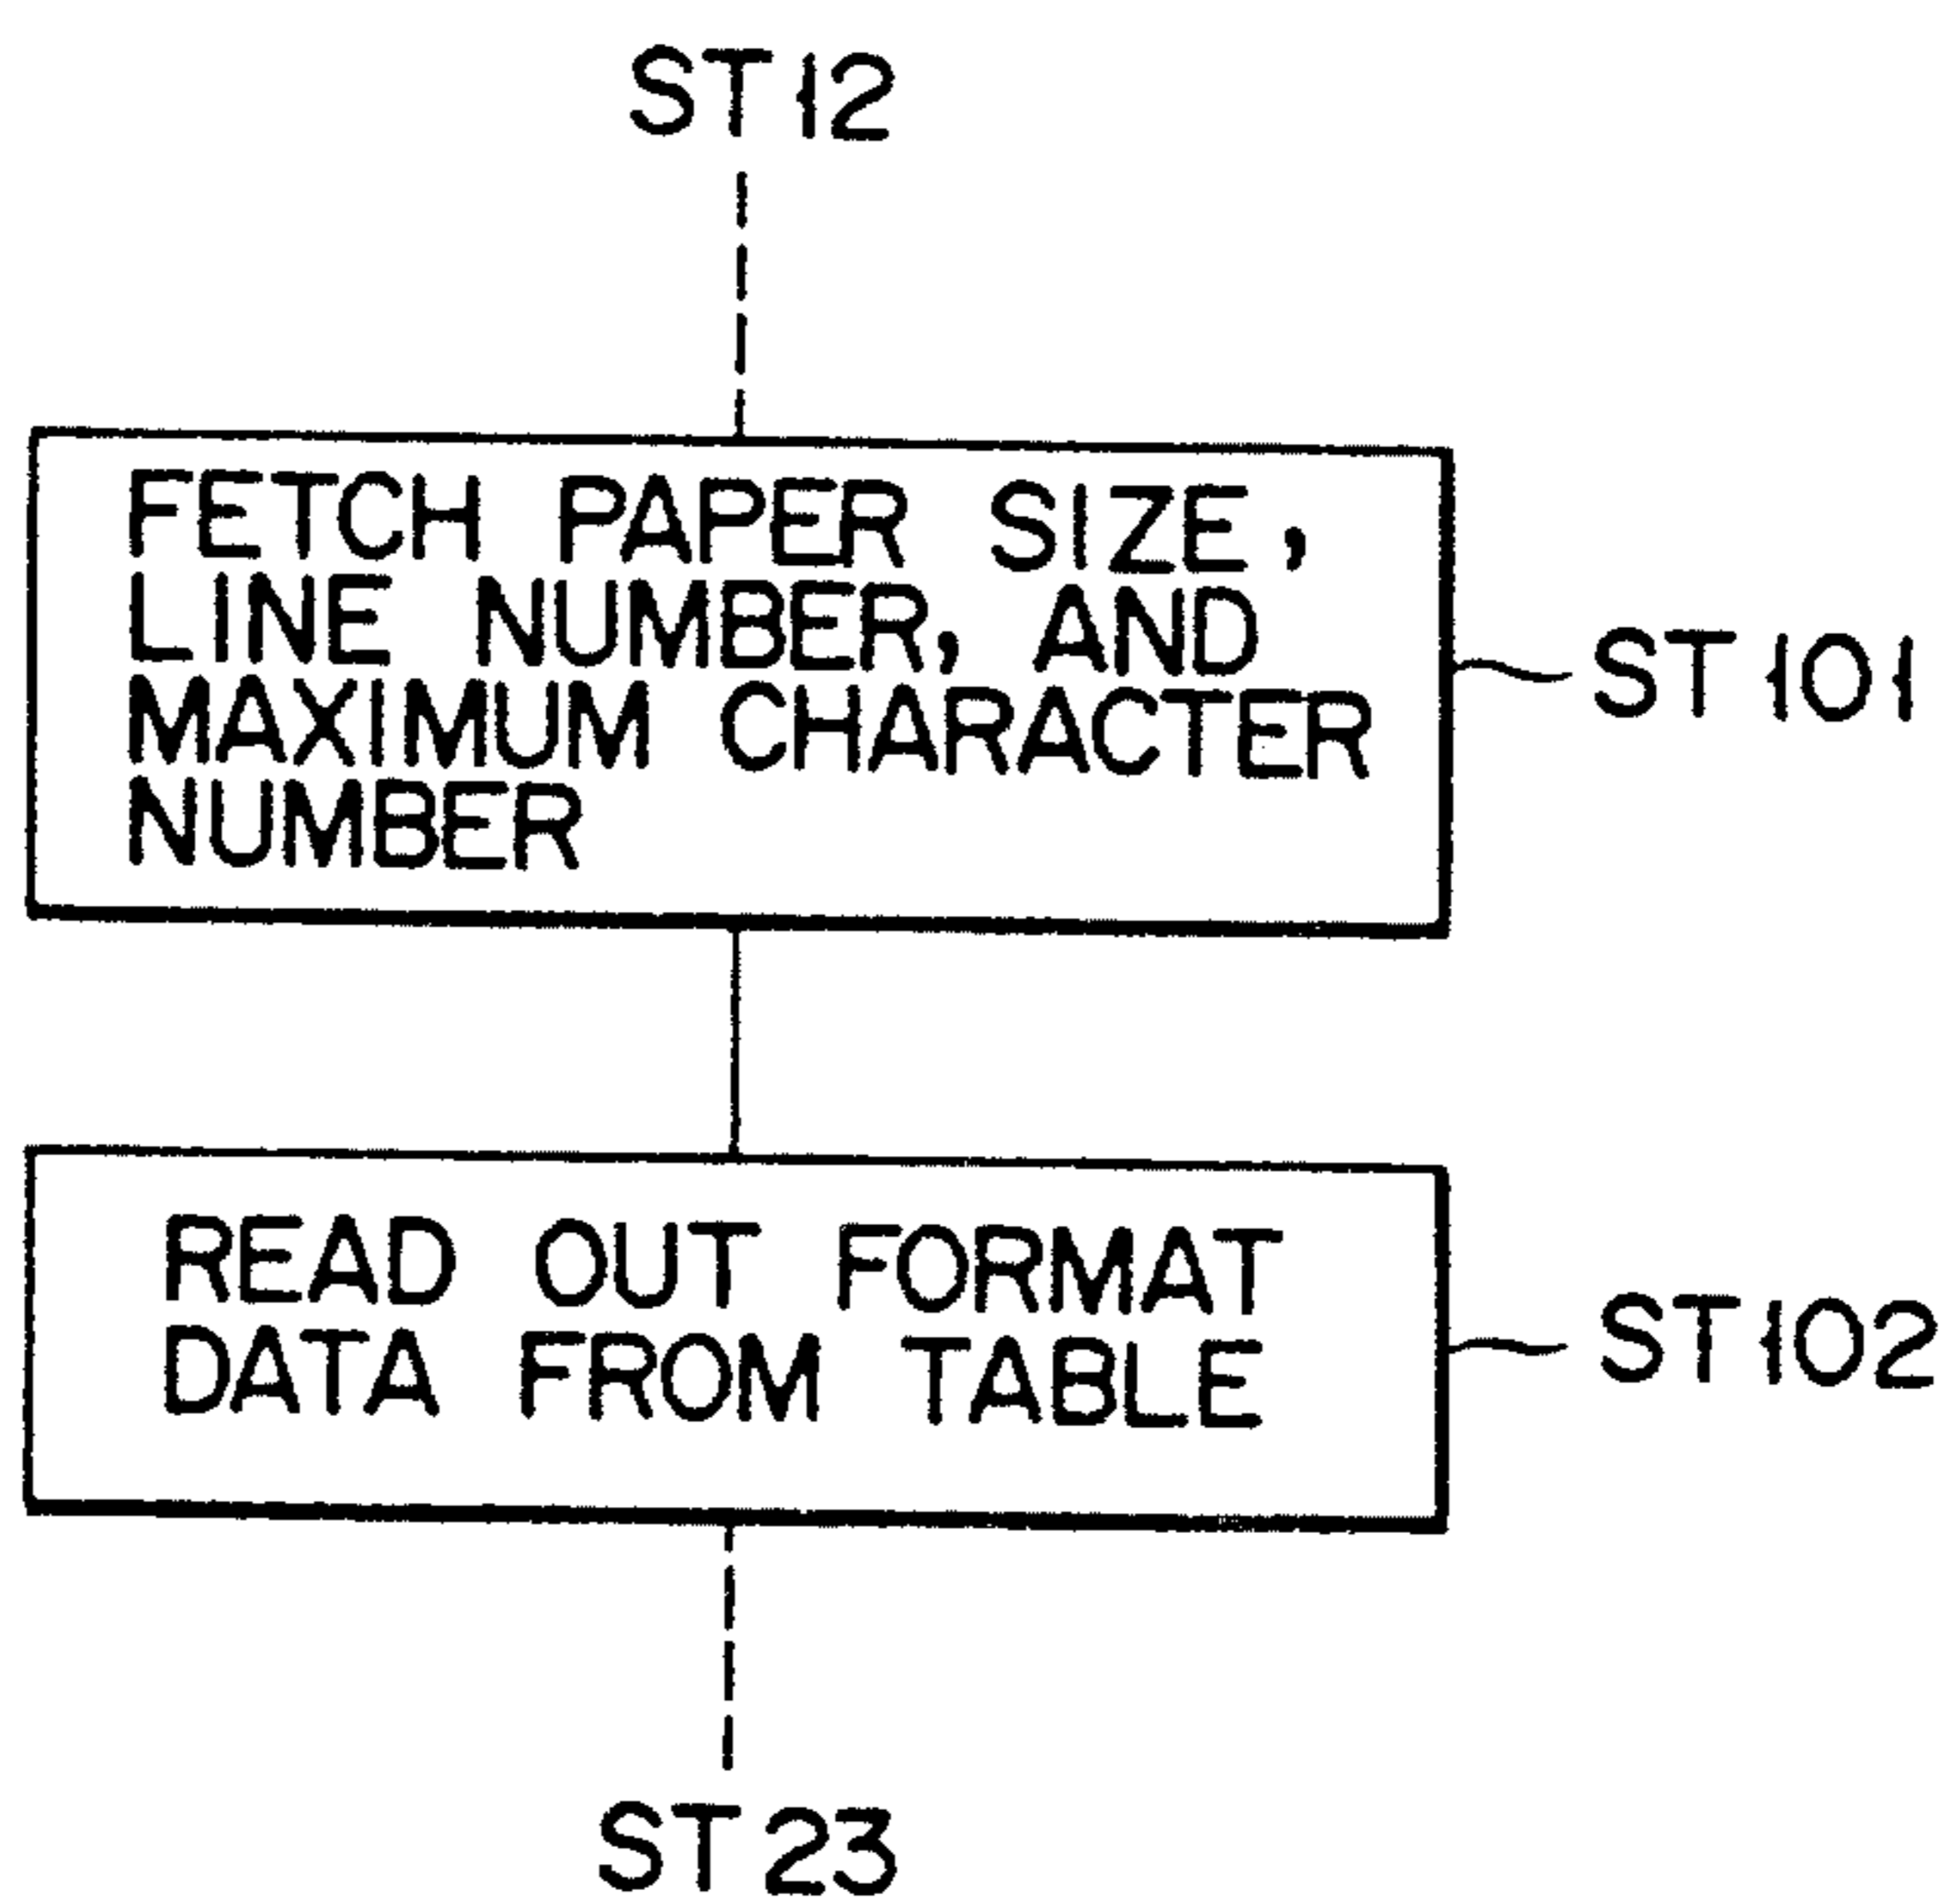 ST12
FETCH PAPER SIZE,
LINE NUMBER, AND
MAXIMUM CHARACTER
NUMBER
ST101
READ OUT FORMAT
DATA FROM TABLE
ST102
ST23